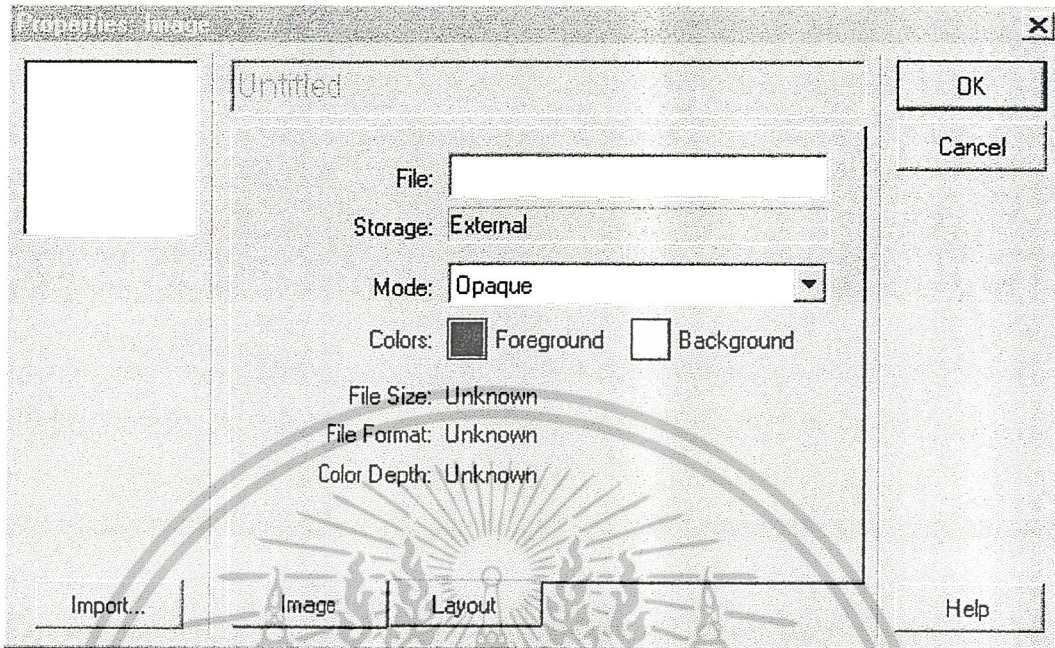 Properties: Image
Untitled
OK
Cancel
File:
Storage: External
Mode: Opaque
Colors: Foreground Background
File Size: Unknown
File Format: Unknown
Color Depth: Unknown
Import... Image Layout Help